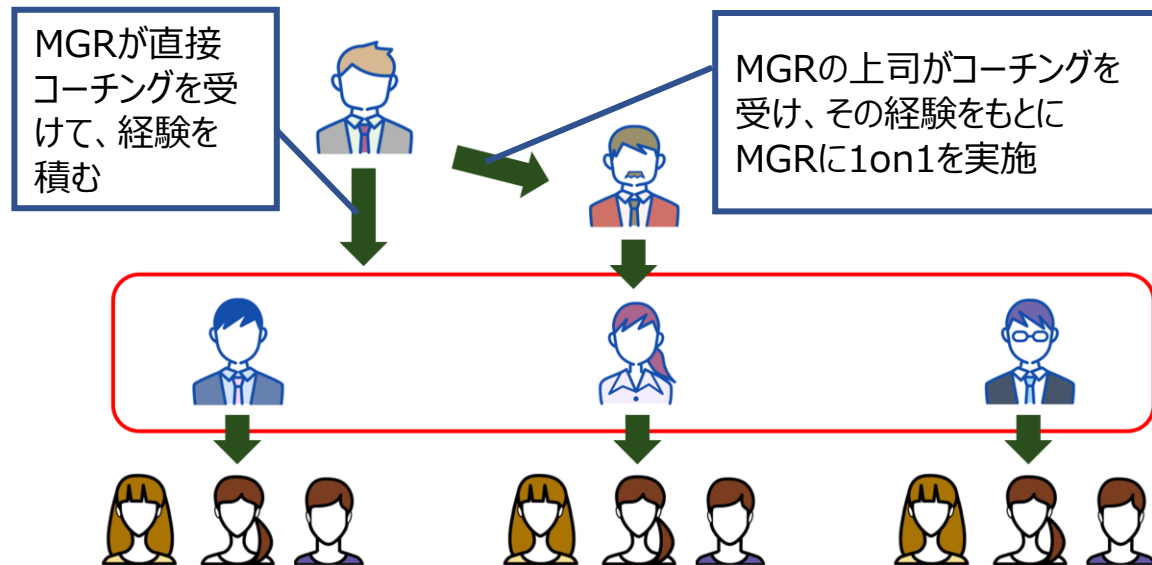 MGRが直接
コーチングを受
けて、経験を
積む
MGRの上司がコーチングを
受け、その経験をもとに
MGRに1on1を実施